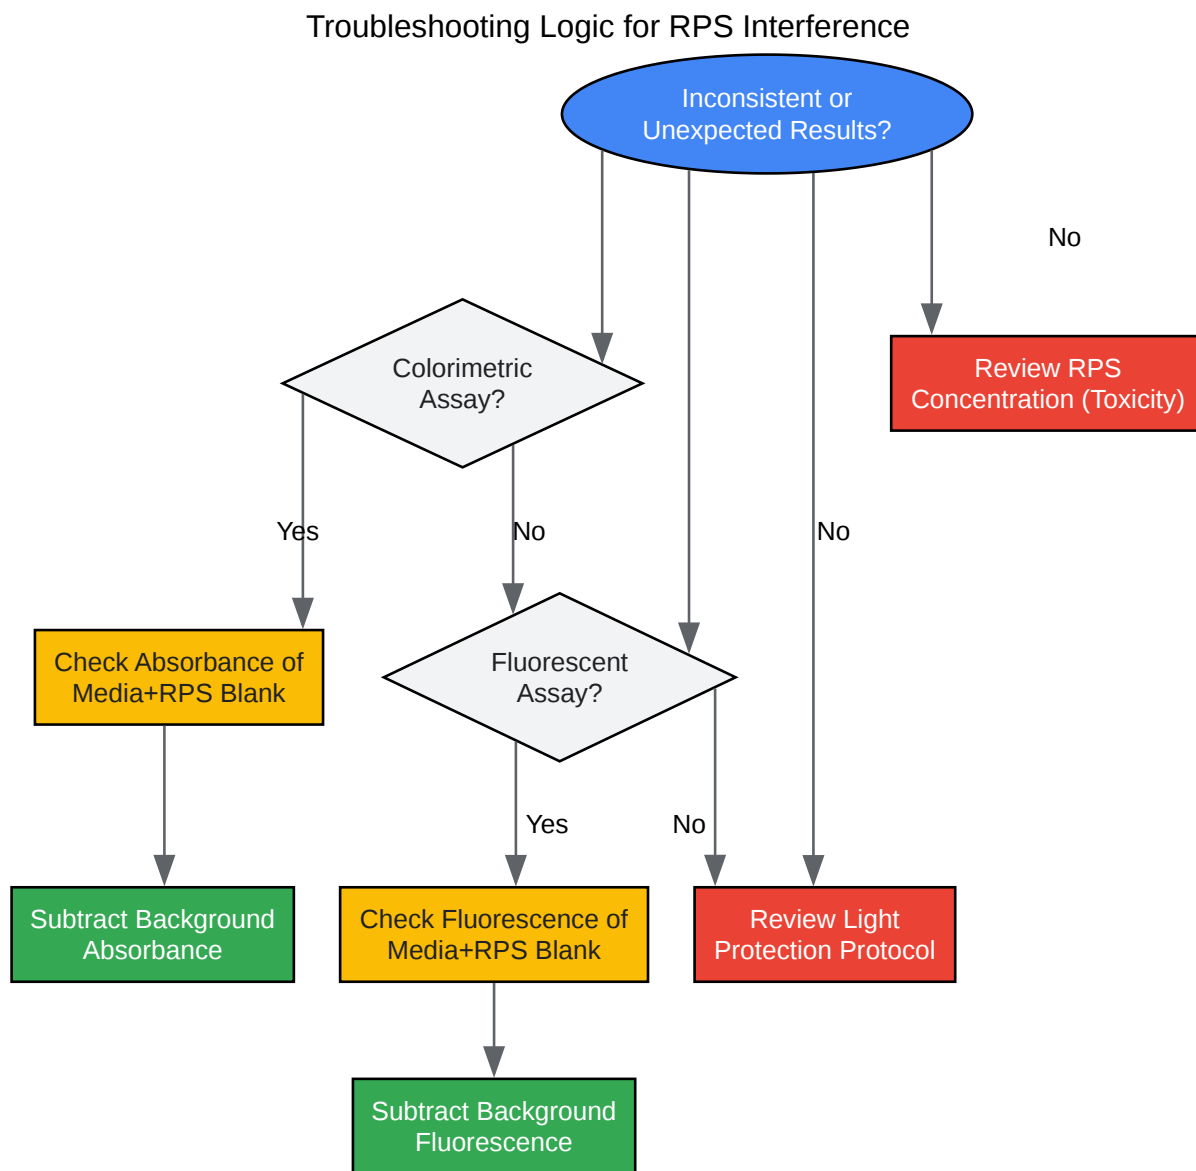 Troubleshooting Logic for RPS Interference
Inconsistent or
Unexpected Results?
No
Review RPS
Concentration (Toxicity)
Colorimetric
Assay?
Yes
No
No
Check Absorbance of
Media+RPS Blank
Fluorescent
Assay?
Yes
No
Subtract Background
Absorbance
Check Fluorescence of
Media+RPS Blank
Review Light
Protection Protocol
Subtract Background
Fluorescence